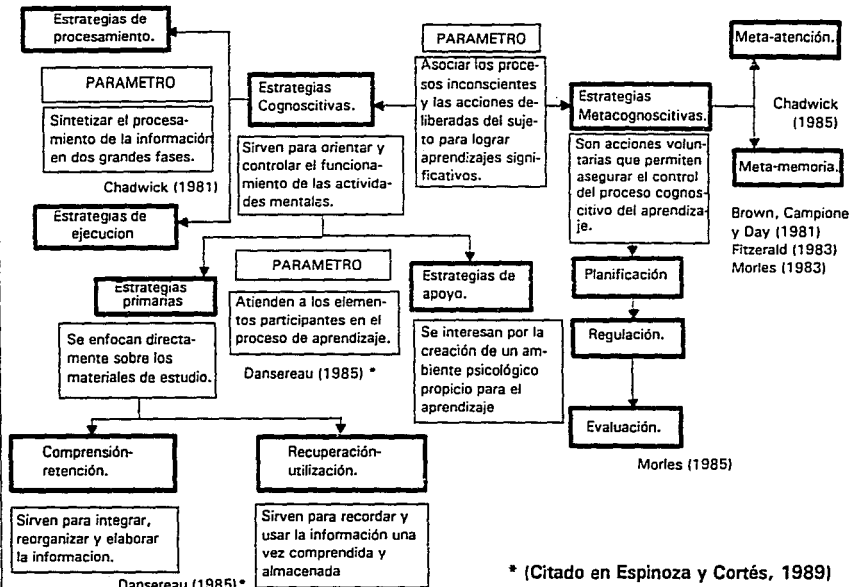 Estrategias de
procesamiento.
PARAMETRO
Sintetizar el procesa-
miento de la información
en dos grandes fases.
Chadwick (1981)
Estrategias de
ejecucion
Estrategias
Cognoscitivas.
Sirven para orientar y
controlar el funciona-
miento de las activida-
des mentales.
PARAMETRO
Asociar los proce-
sos inconscientes
y las acciones de-
liberadas del suje-
to para lograr
aprendizajes signi-
ficativos.
Estrategias
Metacognoscitivas.
Son acciones volun-
tarias que permiten
asegurar el control
del proceso cognos-
citivo del aprendiza-
je.
Meta-atención.
Chadwick
(1985)
Meta-memoria.
Brown, Campione
y Day (1981)
Fitzerald (1983)
Morles (1983)
Estrategias
primarias
Se enfocan directa-
mente sobre los
materiales de estudio.
PARAMETRO
Atienden a los elemen-
tos participantes en el
proceso de aprendizaje.
Dansereau (1985) *
Estrategias de
apoyo.
Se interesan por la
creación de un am-
biente psicológico
propicio para el
aprendizaje
Planificación
Regulación.
Evaluación.
Morles (1985)
Comprensión-
retención.
Sirven para integrar,
reorganizar y elaborar
la informacion.
Dansereau (1985)*
Recuperación-
utilización.
Sirven para recordar y
usar la información una
vez comprendida y
almacenada
* (Citado en Espinoza y Cortés, 1989)